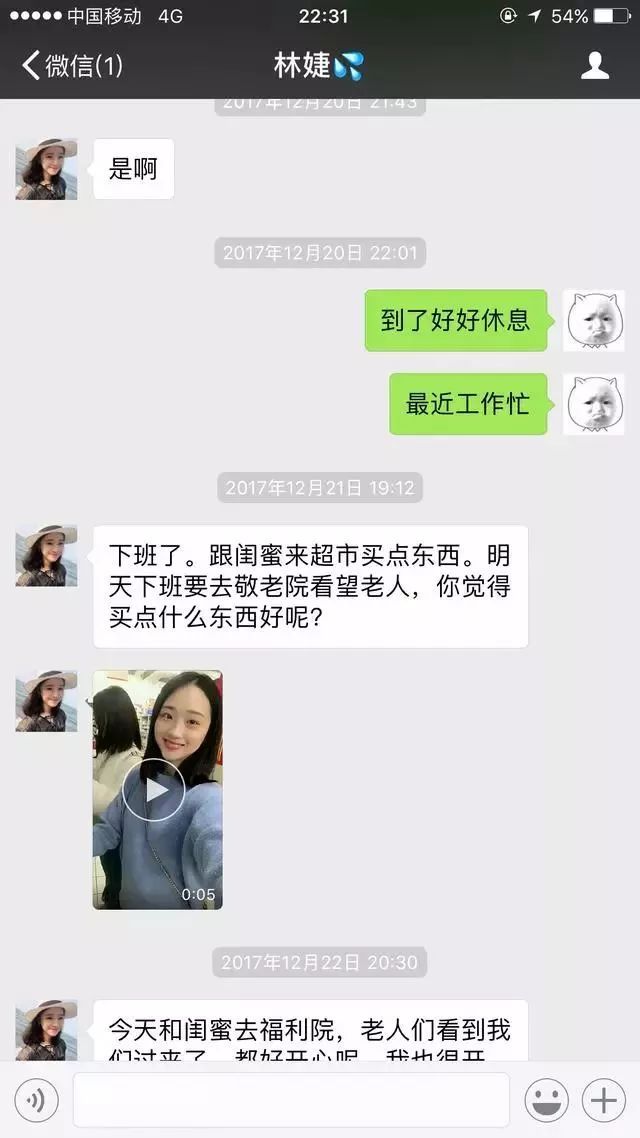 中国移动 4G 22:31 54%
微信(1) 林婕💦
2017年12月20日 21:43
是啊
2017年12月20日 22:01
到了好好休息
最近工作忙
2017年12月21日 19:12
下班了。跟闺蜜来超市买点东西。明
天下班要去敬老院看望老人，你觉得
买点什么东西好呢？
0:05
2017年12月22日 20:30
今天和闺蜜去福利院，老人们看到我
们过来了，都好开心呢，我也很开